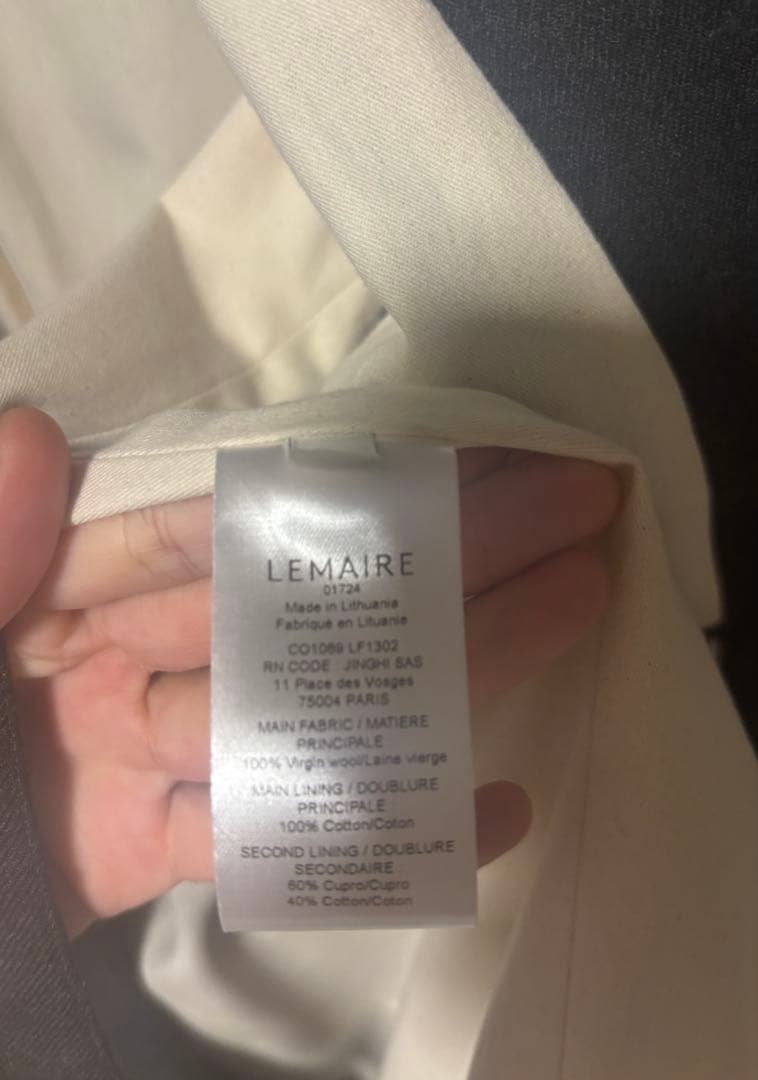 LEMAIRE
01724
Made in Lithuania
Fabriqué en Lituanie
CO1069 LF1302
RN CODE : JINGHI SAS
11 Place des Vosges
75004 PARIS
MAIN FABRIC / MATIERE
PRINCIPALE
100% Virgin wool/Laine vierge
MAIN LINING / DOUBLURE
PRINCIPALE
100% Cotton/Coton
SECOND LINING / DOUBLURE
SECONDAIRE
60% Cupro/Cupro
40% Cotton/Coton